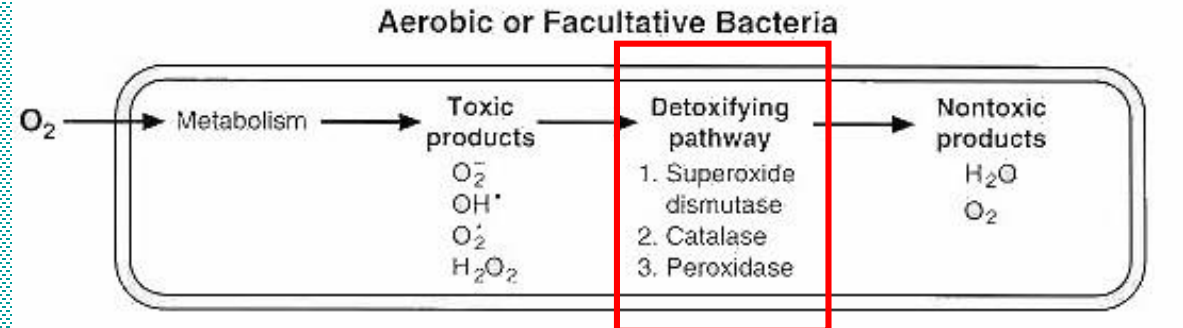 Aerobic or Facultative Bacteria
O₂
Metabolism
Toxic
products
O₂⁻
OH•
O₂•
H₂O₂
Detoxifying
pathway
1. Superoxide
dismutase
2. Catalase
3. Peroxidase
Nontoxic
products
H₂O
O₂